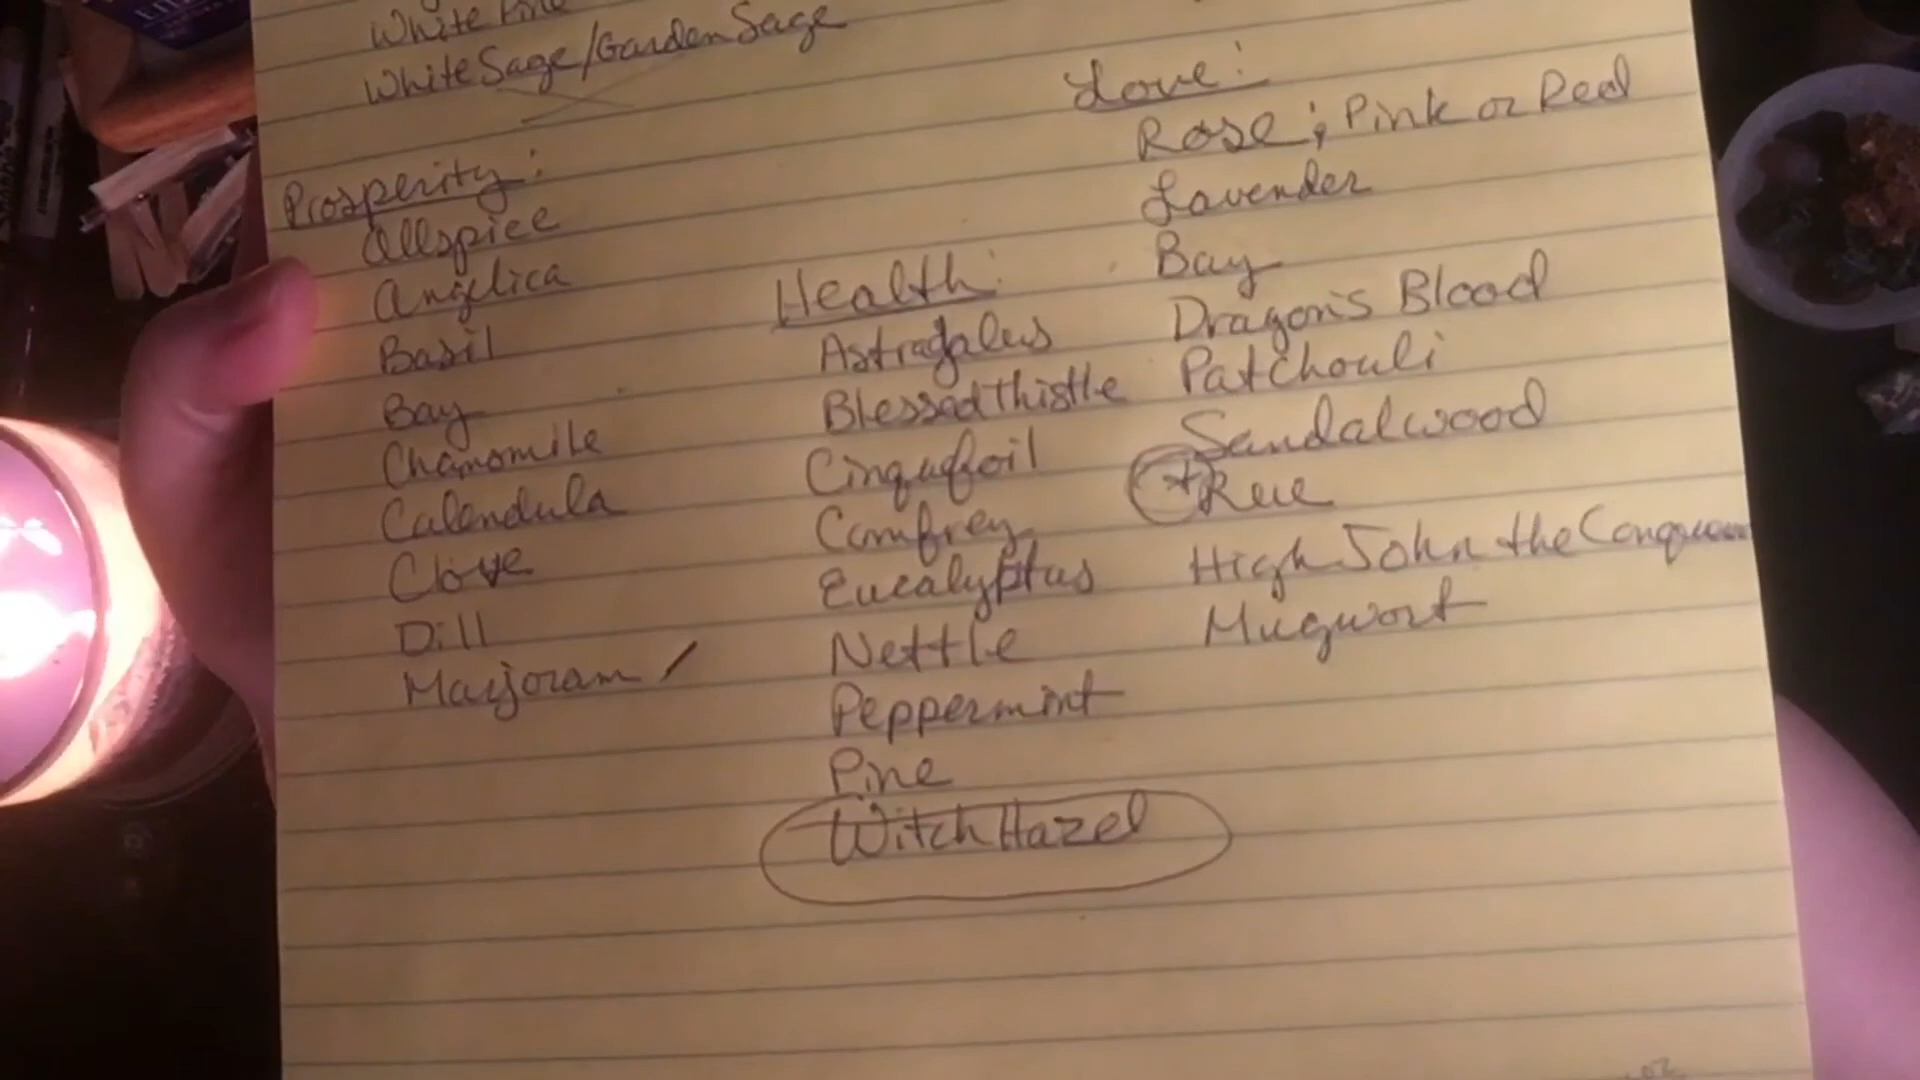 White Pine
White Sage/Garden Sage
Prosperity:
Allspice
Angelica
Basil
Bay
Chamomile
Calendula
Clove
Dill
Marjoram /
Health:
Astragalus
Blessed Thistle
Cinquefoil
Comfrey
Eucalyptus
Nettle
Peppermint
Pine
Witch Hazel
Love:
Rose; Pink or Red
Lavender
Bay
Dragon's Blood
Patchouli
Sandalwood
+Rue
High John the
Mugwort